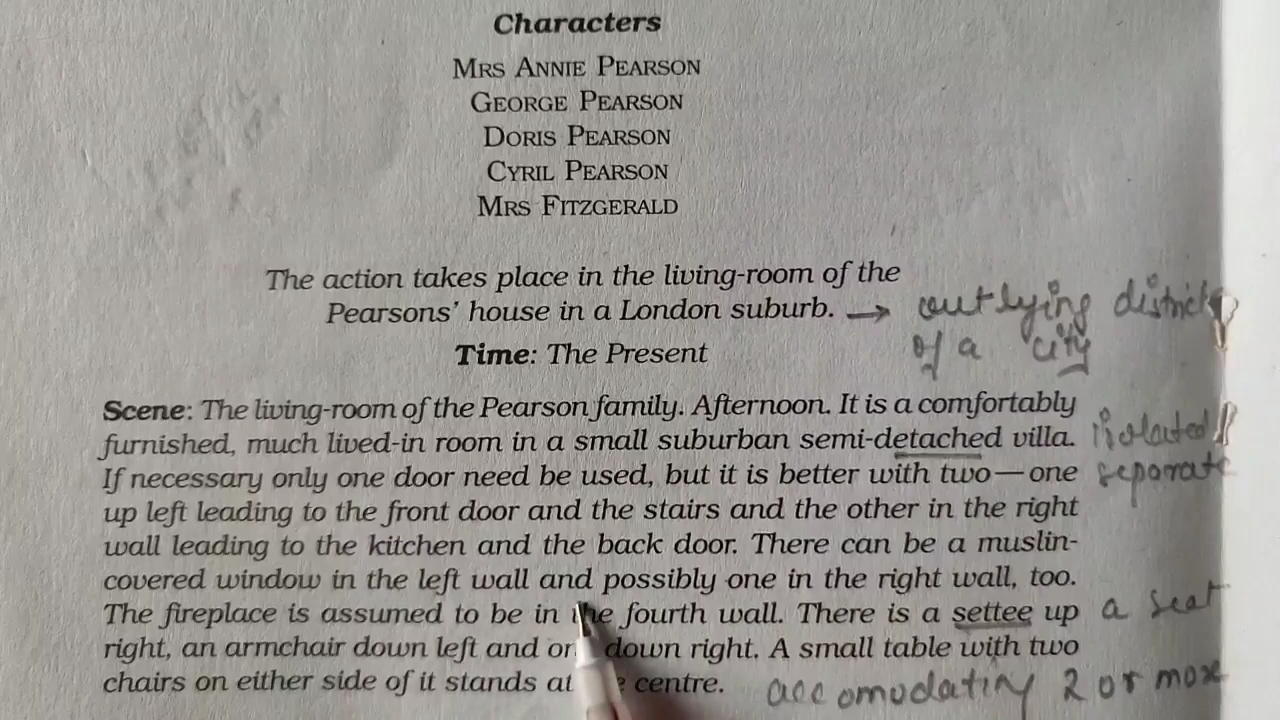 Characters
MRS ANNIE PEARSON
GEORGE PEARSON
DORIS PEARSON
CYRIL PEARSON
MRS FITZGERALD
The action takes place in the living-room of the
Pearsons' house in a London suburb. → outlying district
of a city
Time: The Present
Scene: The living-room of the Pearson family. Afternoon. It is a comfortably
furnished, much lived-in room in a small suburban semi-detached villa. isolated//
If necessary only one door need be used, but it is better with two—one separate
up left leading to the front door and the stairs and the other in the right
wall leading to the kitchen and the back door. There can be a muslin-
covered window in the left wall and possibly one in the right wall, too.
The fireplace is assumed to be in the fourth wall. There is a settee up a seat
right, an armchair down left and down right. A small table with two
chairs on either side of it stands at centre. accomodating 2 or more